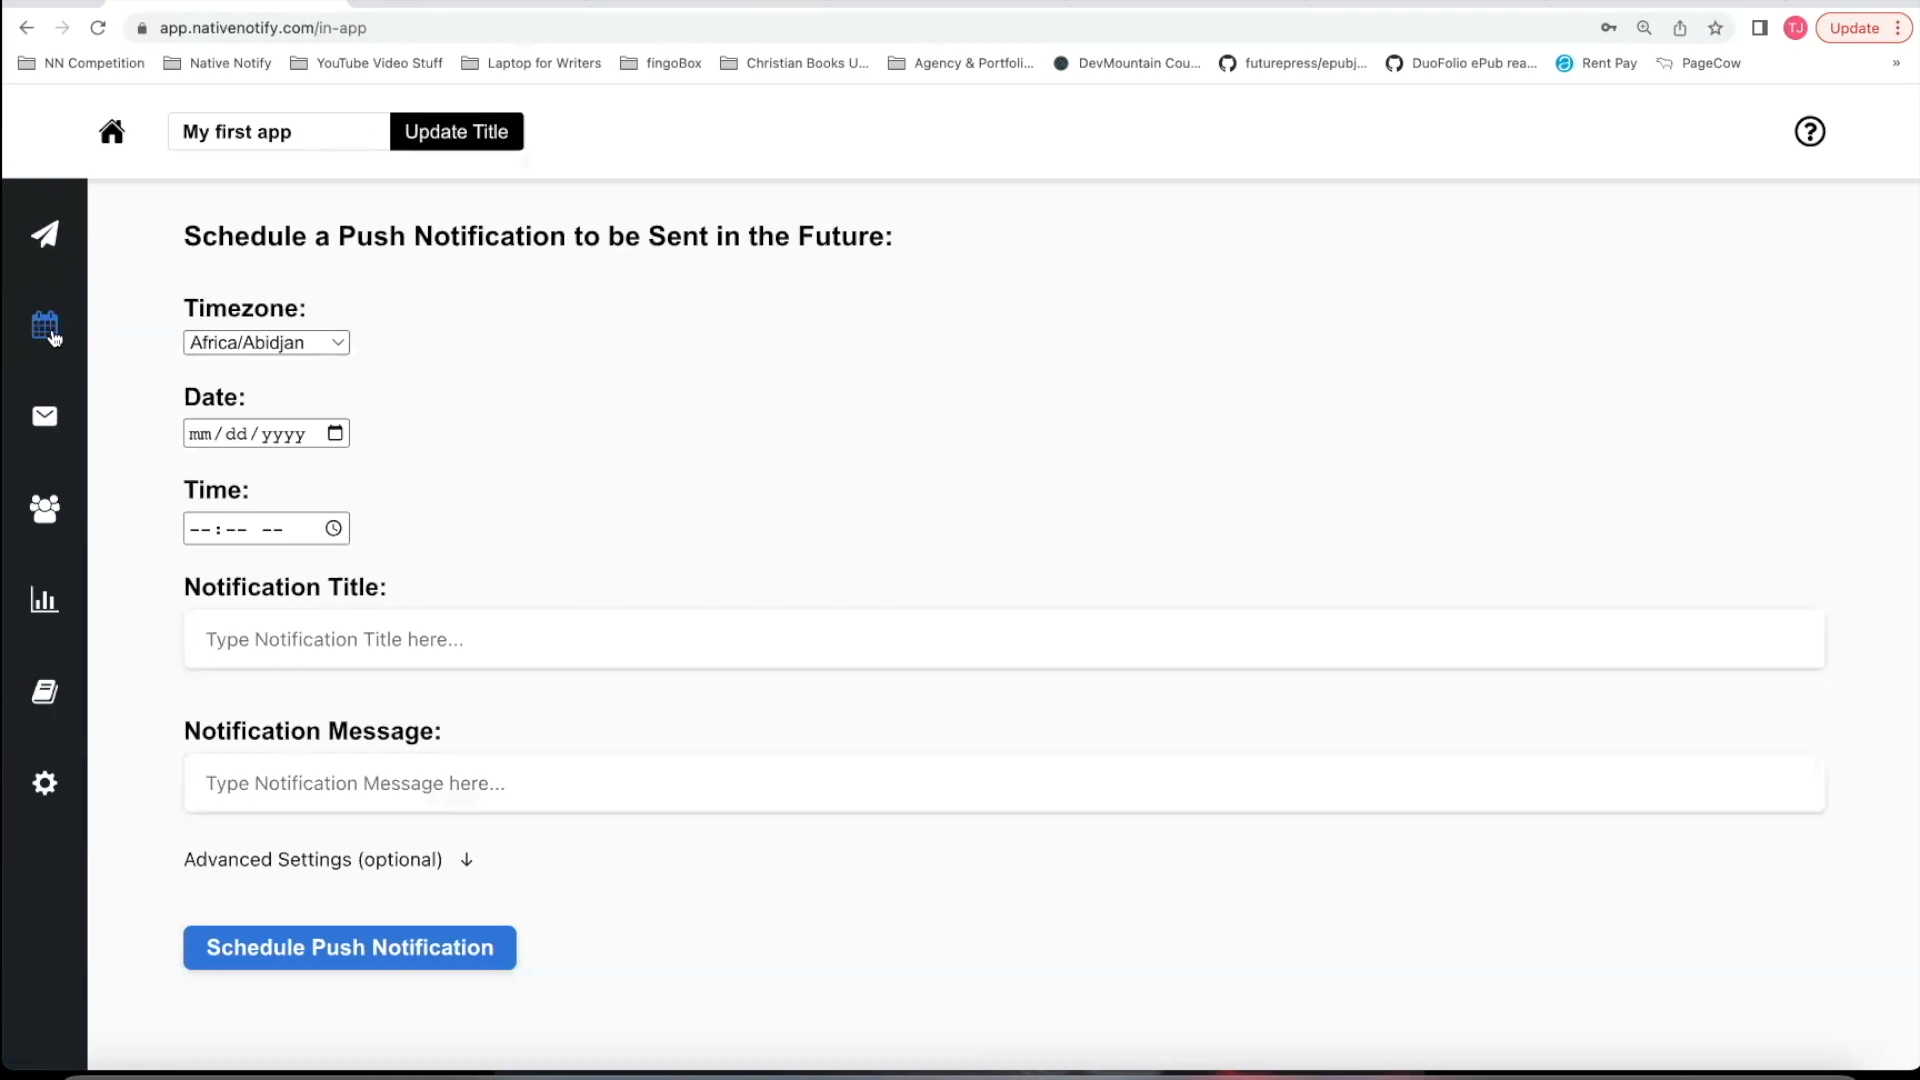 app.nativenotify.com/in-app
TJ
Update
NN Competition
Native Notify
YouTube Video Stuff
Laptop for Writers
fingoBox
Christian Books U...
Agency & Portfoli...
DevMountain Cou...
futurepress/epubj...
DuoFolio ePub rea...
Rent Pay
PageCow
»
My first app
Update Title
Schedule a Push Notification to be Sent in the Future:
Timezone:
Africa/Abidjan
Date:
mm/dd/yyyy
Time:
--:-- --
Notification Title:
Type Notification Title here...
Notification Message:
Type Notification Message here...
Advanced Settings (optional) ↓
Schedule Push Notification